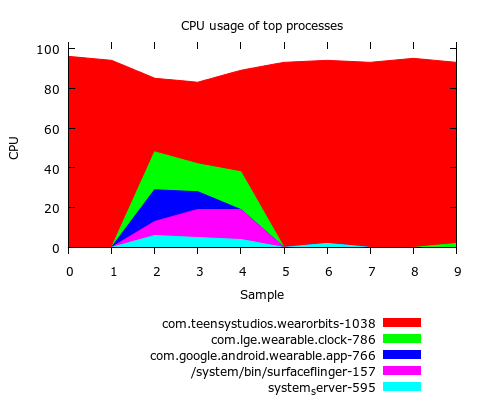 CPU usage of top processes
100
80
60
40
20
0
CPU
0 1 2 3 4 5 6 7 8 9
Sample
com.teensystudios.wearorbits-1038
com.lge.wearable.clock-786
com.google.android.wearable.app-766
/system/bin/surfaceflinger-157
systemserver-595